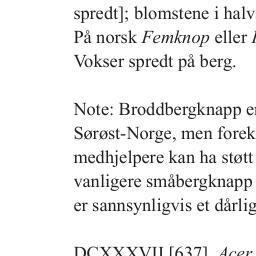 spredt]; blomstene i halv
På norsk Femknop eller
Vokser spredt på berg.
Note: Broddbergknapp er
Sørøst-Norge, men forek
medhjelpere kan ha støtt
vanligere småbergknapp
er sannsynligvis et dårlig
DCXXXVII [637]. Acer